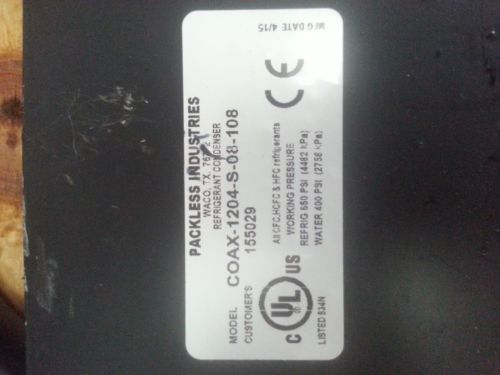 PACKLESS INDUSTRIES
WACO, TX.
REFRIGERANT CONDENSER
MODEL COAX-1204-S-08-108
CUSTOMER'S 155029
All CFC,HCFC & HFC refrigerants
WORKING PRESSURE
REFRIG 650 PSI (4482 kPa)
WATER 400 PSI (2758 kPa)
C UL US
LISTED 534N
CE
MFG DATE 4/15